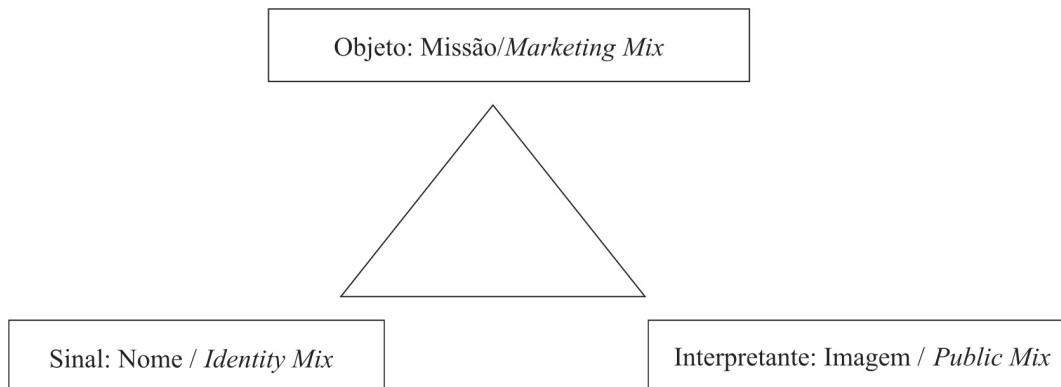 Objeto: Missão/Marketing Mix
Sinal: Nome / Identity Mix
Interpretante: Imagem / Public Mix